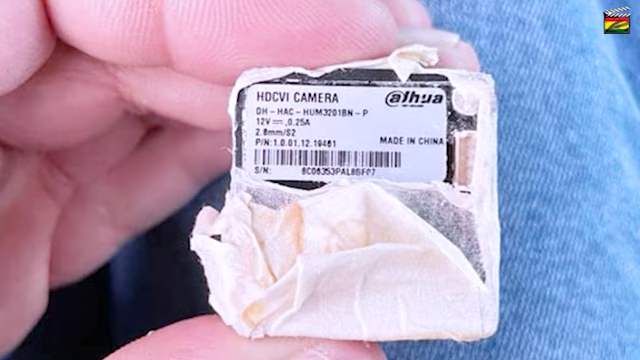 HDCVI CAMERA
alhua
DH-HAC-HUM3201BN-P
12V⎓,0.25A
2.8mm/S2
P/N:1.0.01.12.19461
MADE IN CHINA
S/N: 8C06353PAL8BF07